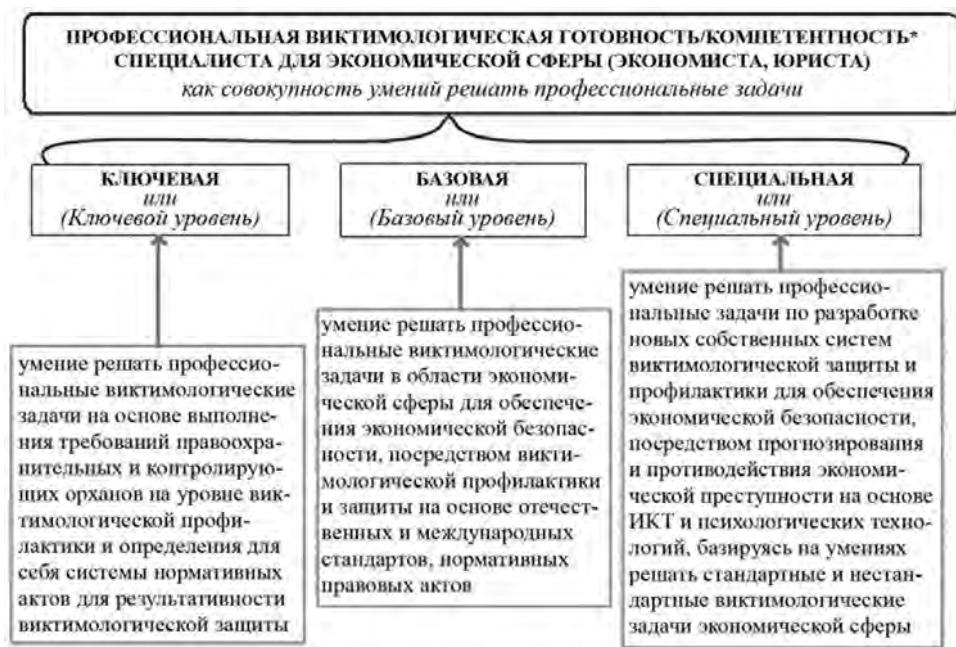 ПРОФЕССИОНАЛЬНАЯ ВИКТИМОЛОГИЧЕСКАЯ ГОТОВНОСТЬ/КОМПЕТЕНТНОСТЬ*
СПЕЦИАЛИСТА ДЛЯ ЭКОНОМИЧЕСКОЙ СФЕРЫ (ЭКОНОМИСТА, ЮРИСТА)
как совокупность умений решать профессиональные задачи
КЛЮЧЕВАЯ
или
(Ключевой уровень)
БАЗОВАЯ
или
(Базовый уровень)
СПЕЦИАЛЬНАЯ
или
(Специальный уровень)
умение решать профессио-
нальные виктимологические
задачи на основе выполне-
ния требований правоохра-
нительных и контролирую-
щих органов на уровне вик-
тимологической профи-
лактики и определения для
себя системы нормативных
актов для результативности
виктимологической защиты
умение решать профессио-
нальные виктимологические
задачи в области экономи-
ческой сферы для обеспече-
ния экономической безопас-
ности, посредством викти-
мологической профилактики
и защиты на основе отечест-
венных и международных
стандартов, нормативных
правовых актов
умение решать профессио-
нальные задачи по разработке
новых собственных систем
виктимологической защиты и
профилактики для обеспечения
экономической безопасности,
посредством прогнозирования
и противодействия экономи-
ческой преступности на основе
ИКТ и психологических техно-
логий, базируясь на умениях
решать стандартные и нестан-
дартные виктимологические
задачи экономической сферы